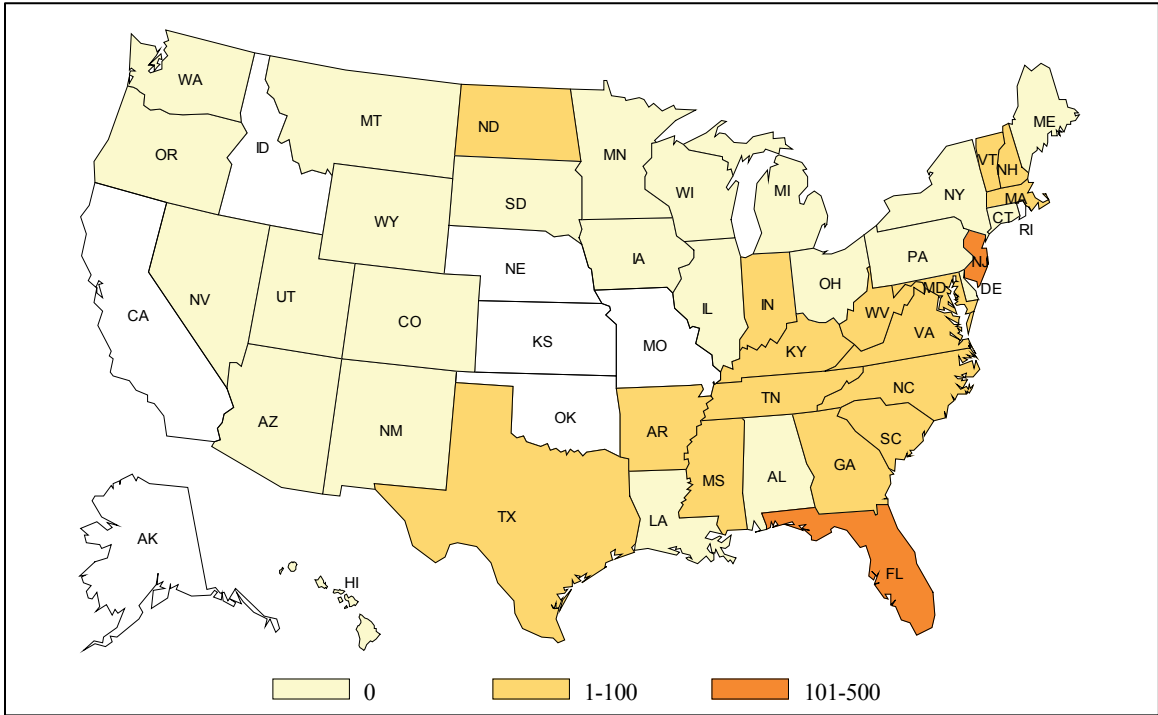 WA
MT
ND
MN
ME
OR
ID
VT
NH
WI
MI
NY
MA
SD
CT
RI
WY
PA
NJ
IA
NE
OH
DE
MD
NV
UT
IL
IN
CO
WV
CA
VA
KS
MO
KY
NC
TN
AZ
OK
NM
AR
SC
GA
MS
AL
TX
LA
AK
FL
HI
0
1-100
101-500